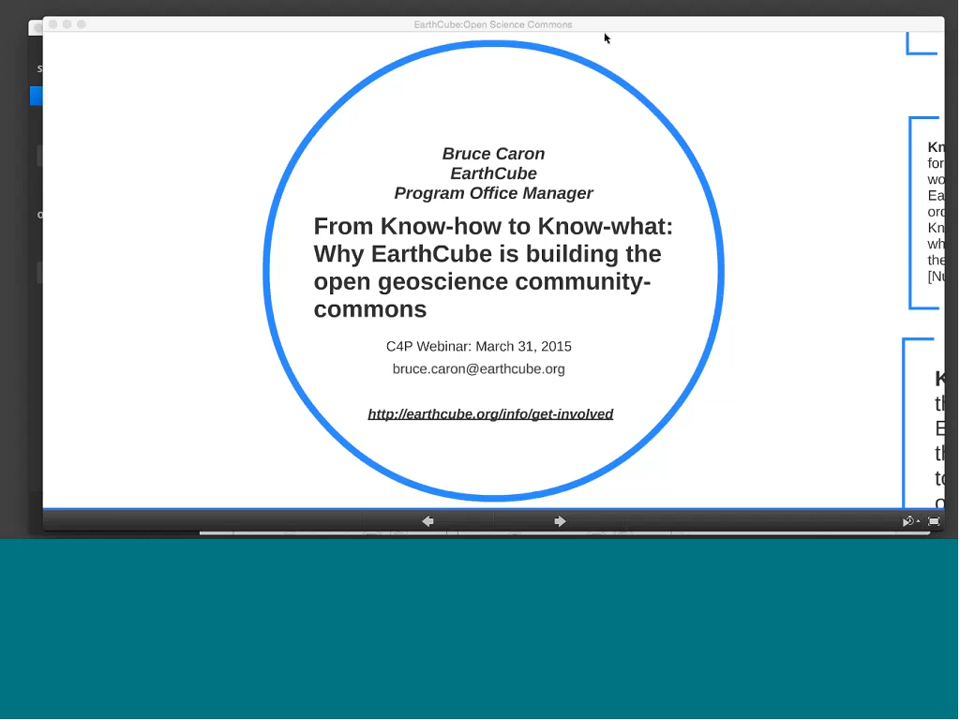 EarthCube:Open Science Commons
Bruce Caron
EarthCube
Program Office Manager
From Know-how to Know-what:
Why EarthCube is building the
open geoscience community-
commons
C4P Webinar: March 31, 2015
bruce.caron@earthcube.org
http://earthcube.org/info/get-involved
for